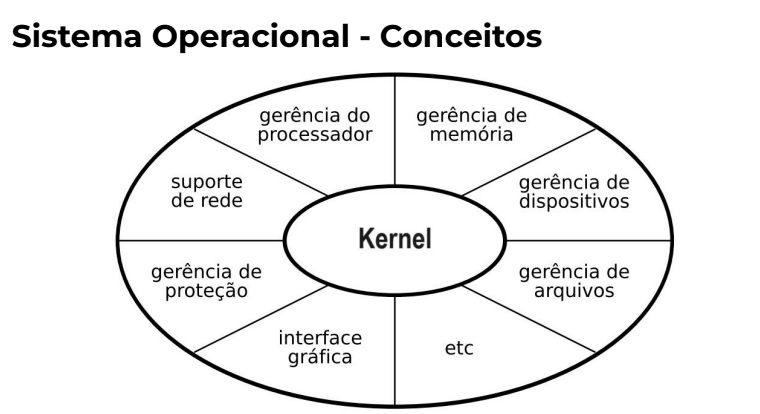 Sistema Operacional - Conceitos
gerência do
processador
gerência de
memória
suporte
de rede
gerência de
dispositivos
Kernel
gerência de
proteção
gerência de
arquivos
interface
gráfica
etc